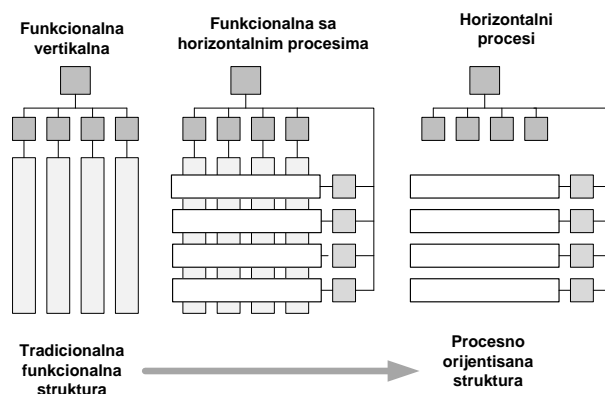 Funkcionalna
vertikalna
Funkcionalna sa
horizontalnim procesima
Horizontalni
procesi
Tradicionalna
funkcionalna
struktura
Procesno
orijentisana
struktura